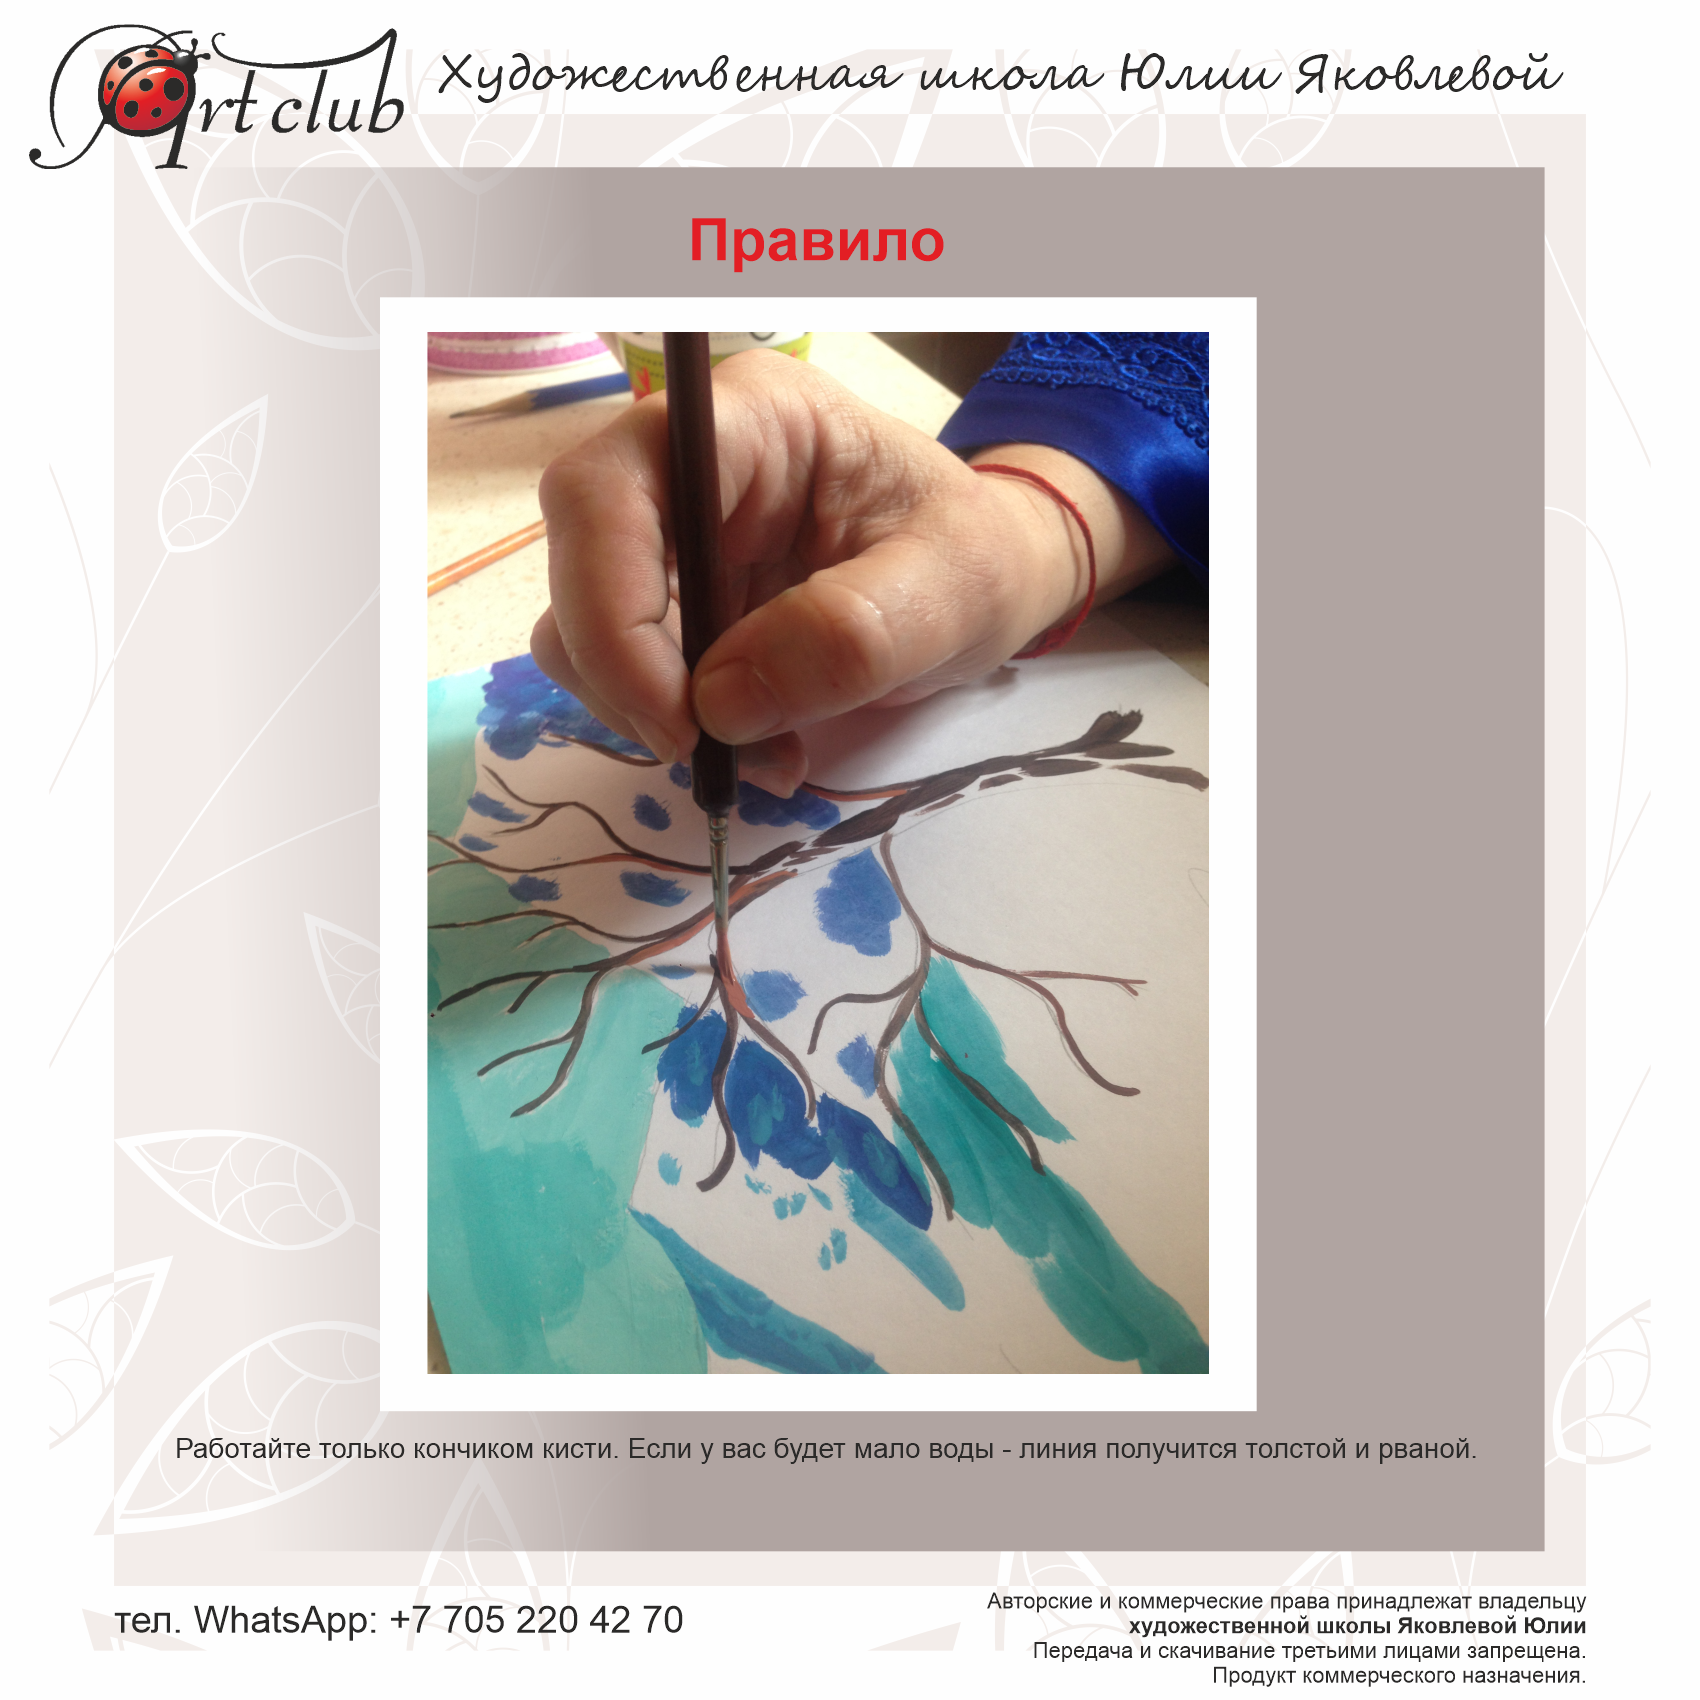 Art club
Художественная школа Юлии Яковлевой
Правило
Работайте только кончиком кисти. Если у вас будет мало воды - линия получится толстой и рваной.
тел. WhatsApp: +7 705 220 42 70
Авторские и коммерческие права принадлежат владельцу
художественной школы Яковлевой Юлии
Передача и скачивание третьими лицами запрещена.
Продукт коммерческого назначения.